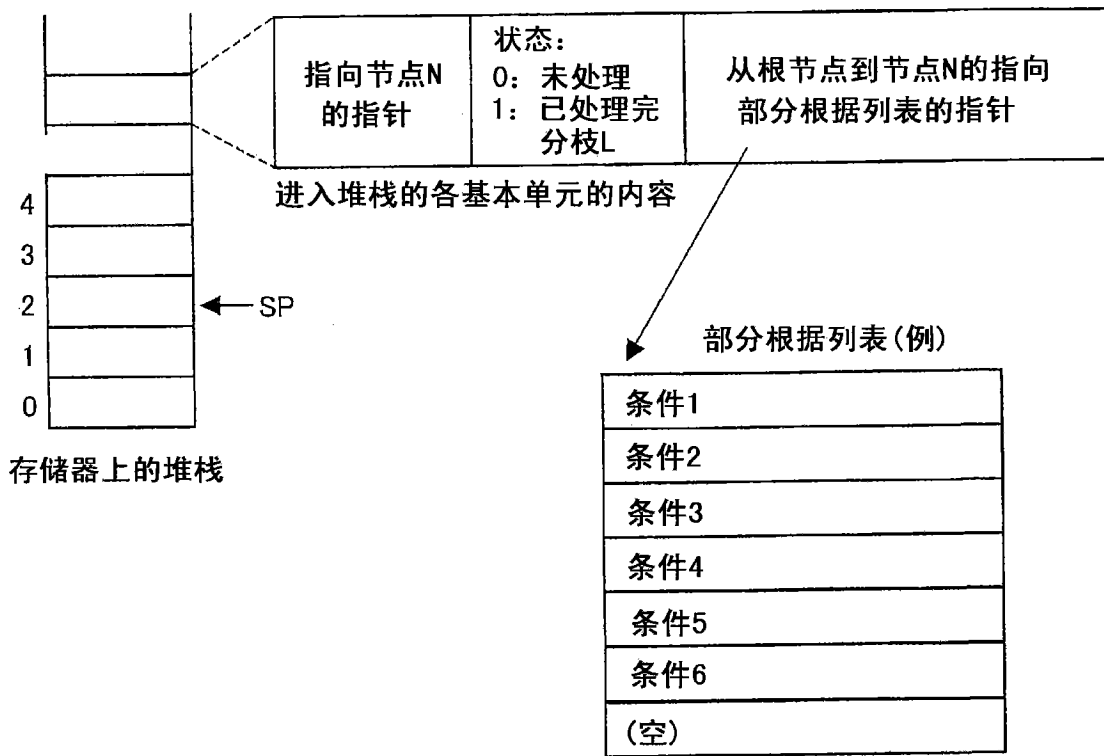 指向节点N
的指针
状态：
0：未处理
1：已处理完
分枝L
从根节点到节点N的指向
部分根据列表的指针
进入堆栈的各基本单元的内容
4
3
2
SP
1
0
存储器上的堆栈
部分根据列表(例)
条件1
条件2
条件3
条件4
条件5
条件6
(空)